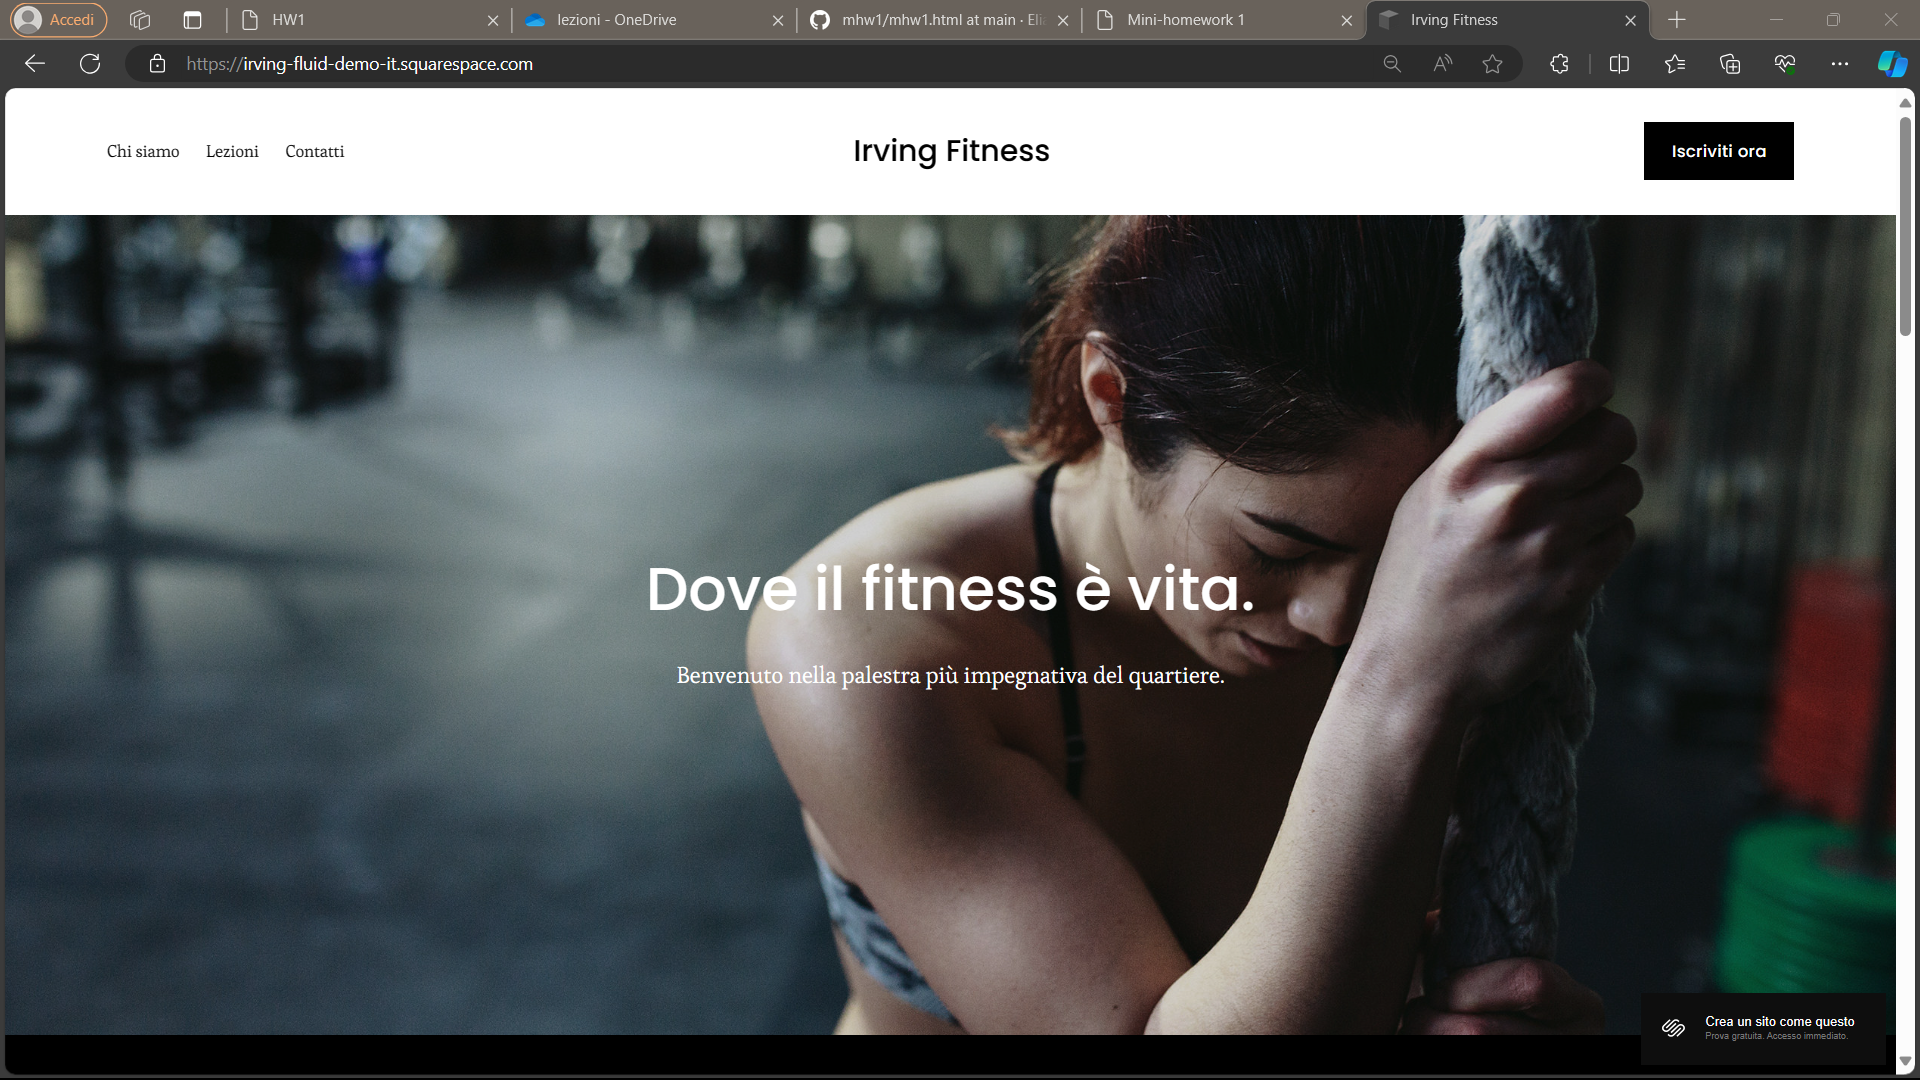 Accedi
HW1
lezioni - OneDrive
mhw1/mhw1.html at main · Eli
Mini-homework 1
Irving Fitness
https://irving-fluid-demo-it.squarespace.com
Chi siamo
Lezioni
Contatti
Irving Fitness
Iscriviti ora
Dove il fitness è vita.
Benvenuto nella palestra più impegnativa del quartiere.
Crea un sito come questo
Prova gratuita. Accesso immediato.